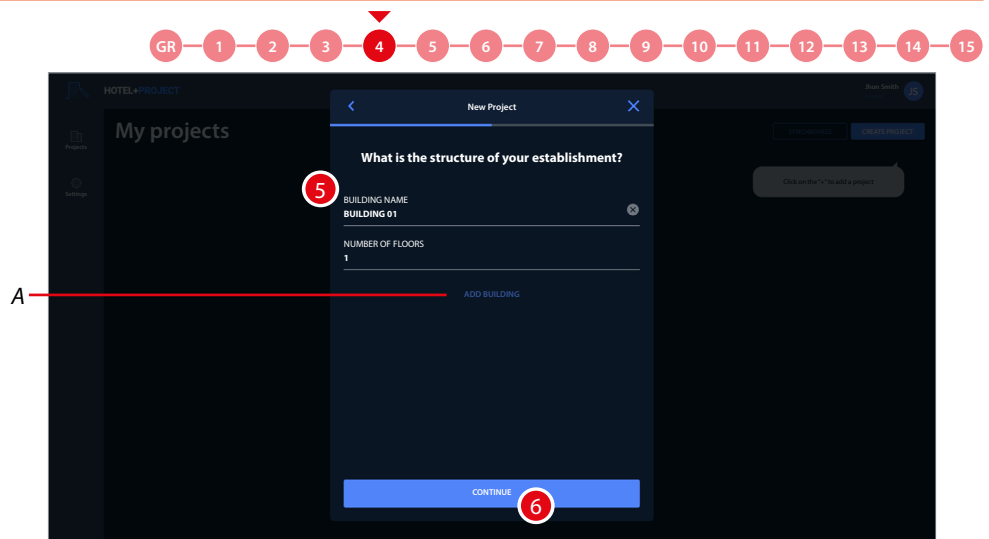 GR 1 2 3 4 5 6 7 8 9 10 11 12 13 14 15
HOTEL+PROJECT
Jhon Smith
JS
New Project
My projects
Projects
CREATE PROJECT
What is the structure of your establishment?
Click on the "+" to add a project
Settings
5
BUILDING NAME
BUILDING 01
NUMBER OF FLOORS
1
A
ADD BUILDING
CONTINUE
6